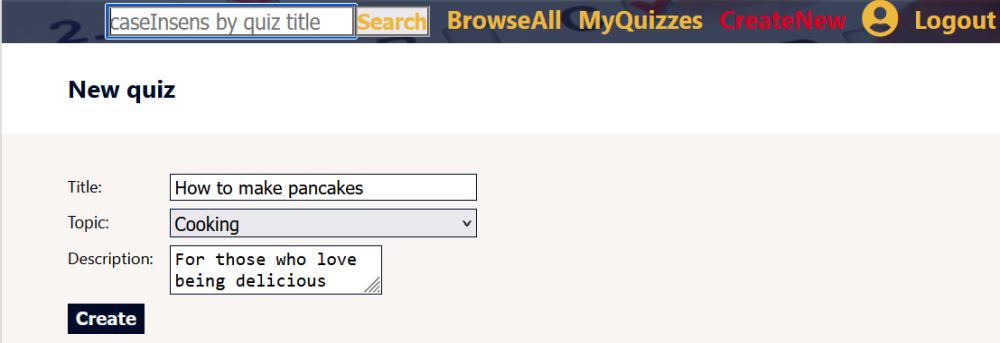 caseInsens by quiz title Search BrowseAll MyQuizzes CreateNew Logout
New quiz
Title: How to make pancakes
Topic: Cooking
Description: For those who love
being delicious
Create